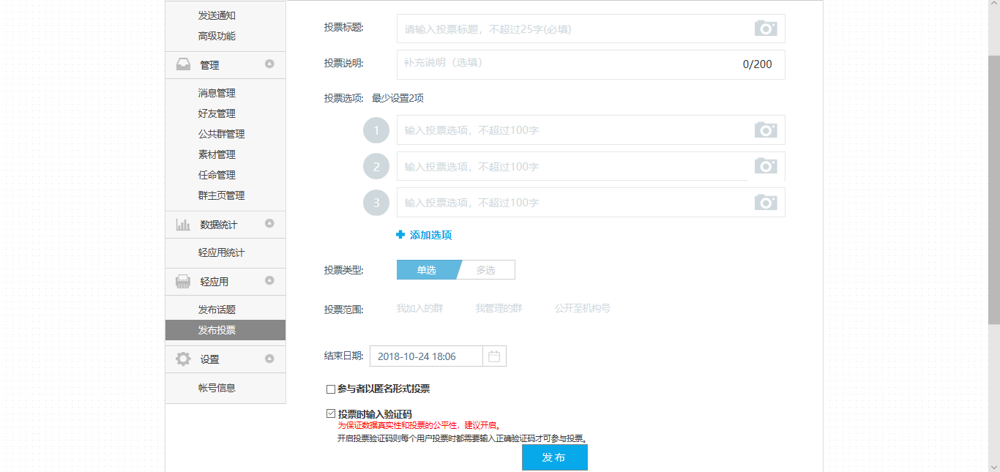 发送通知
高级功能
管理
消息管理
好友管理
公共群管理
素材管理
任命管理
群主页管理
数据统计
轻应用统计
轻应用
发布话题
发布投票
设置
帐号信息
投票标题:
请输入投票标题，不超过25字(必填)
投票说明:
补充说明（选填）
0/200
投票选项: 最少设置2项
1 输入投票选项，不超过100字
2 输入投票选项，不超过100字
3 输入投票选项，不超过100字
添加选项
投票类型: 单选 多选
投票范围: 我加入的群 我管理的群 公开至机构号
结束日期: 2018-10-24 18:06
参与者以匿名形式投票
投票时输入验证码
为保证数据真实性和投票的公平性，建议开启。
开启投票验证码则每个用户投票时都需要输入正确验证码才可参与投票。
发 布